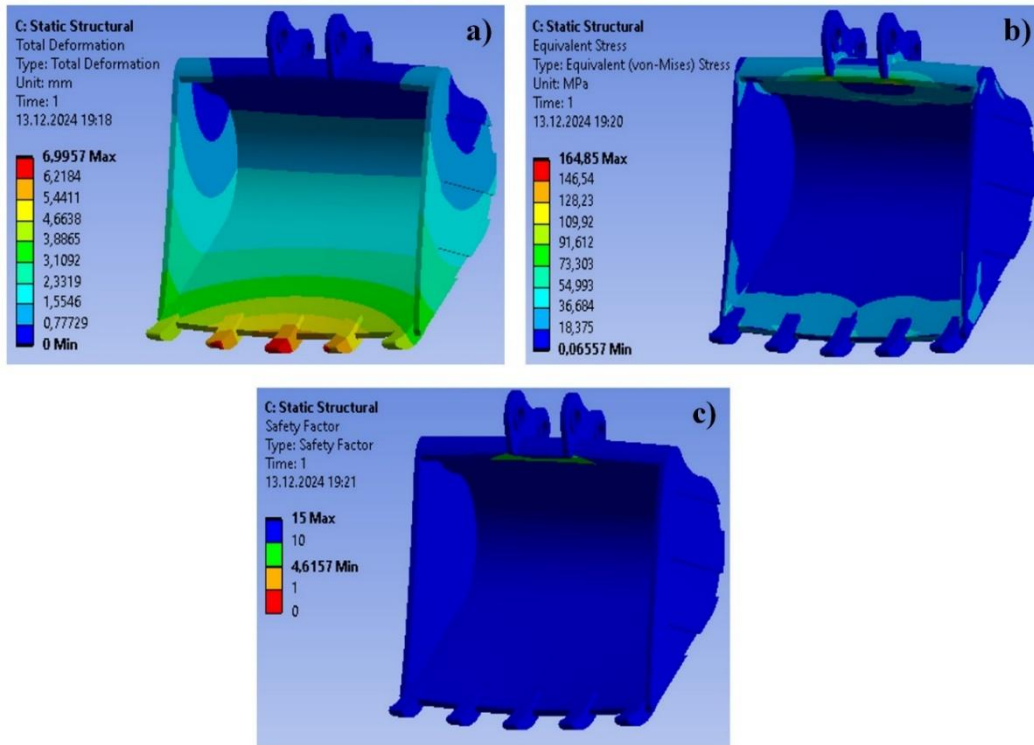 C: Static Structural
Total Deformation
Type: Total Deformation
Unit: mm
Time: 1
13.12.2024 19:18
6,9957 Max
6,2184
5,4411
4,6638
3,8865
3,1092
2,3319
1,5546
0,77729
0 Min
a)
C: Static Structural
Equivalent Stress
Type: Equivalent (von-Mises) Stress
Unit: MPa
Time: 1
13.12.2024 19:20
164,85 Max
146,54
128,23
109,92
91,612
73,303
54,993
36,684
18,375
0,06557 Min
b)
C: Static Structural
Safety Factor
Type: Safety Factor
Time: 1
13.12.2024 19:21
15 Max
10
4,6157 Min
1
0
c)